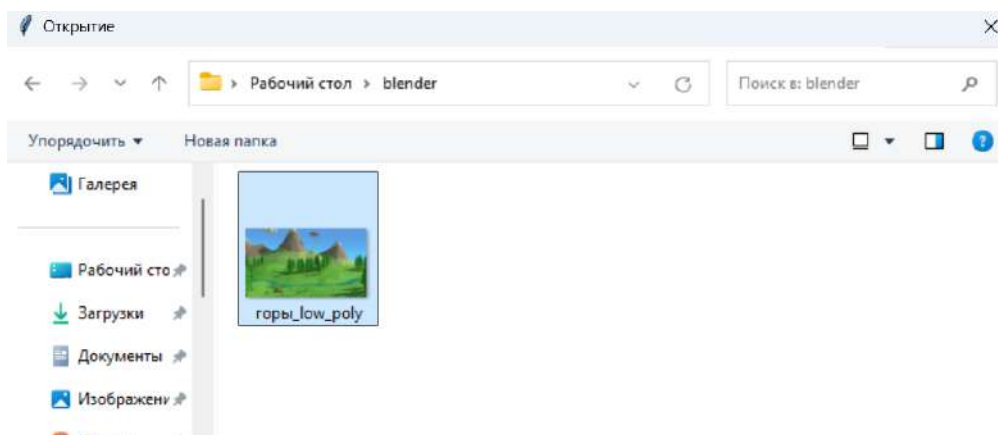 Открытие
Рабочий стол > blender
Поиск в: blender
Упорядочить Новая папка
Галерея
Рабочий сто
Загрузки
Документы
Изображени
горы_low_poly